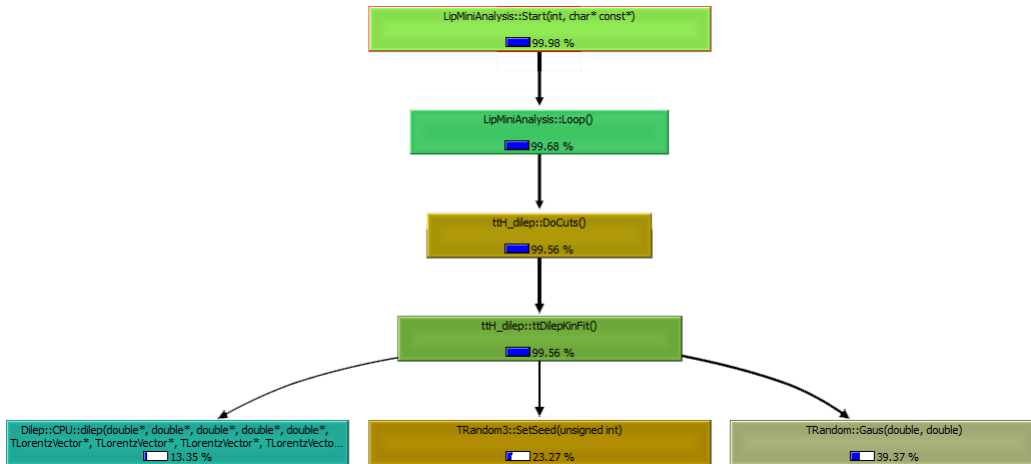 LipMiniAnalysis::Start(int, char* const*)
99.98 %
LipMiniAnalysis::Loop()
99.68 %
ttH_dilep::DoCuts()
99.56 %
ttH_dilep::ttDilepKinFit()
99.56 %
Dilep::CPU::dilep(double*, double*, double*, double*, double*,
TLorentzVector*, TLorentzVector*, TLorentzVector*, TLorentzVecto...
13.35 %
TRandom3::SetSeed(unsigned int)
23.27 %
TRandom::Gaus(double, double)
39.37 %